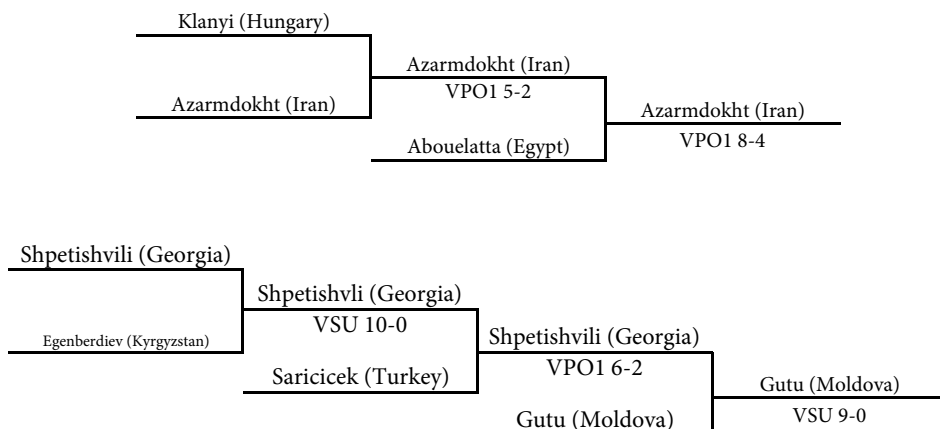 Klanyi (Hungary)
Azarmdokht (Iran)
Azarmdokht (Iran)
VPO1 5-2
Abouelatta (Egypt)
Azarmdokht (Iran)
VPO1 8-4
Shpetishvili (Georgia)
Egenberdiev (Kyrgyzstan)
Shpetishvli (Georgia)
VSU 10-0
Saricicek (Turkey)
Shpetishvili (Georgia)
VPO1 6-2
Gutu (Moldova)
Gutu (Moldova)
VSU 9-0